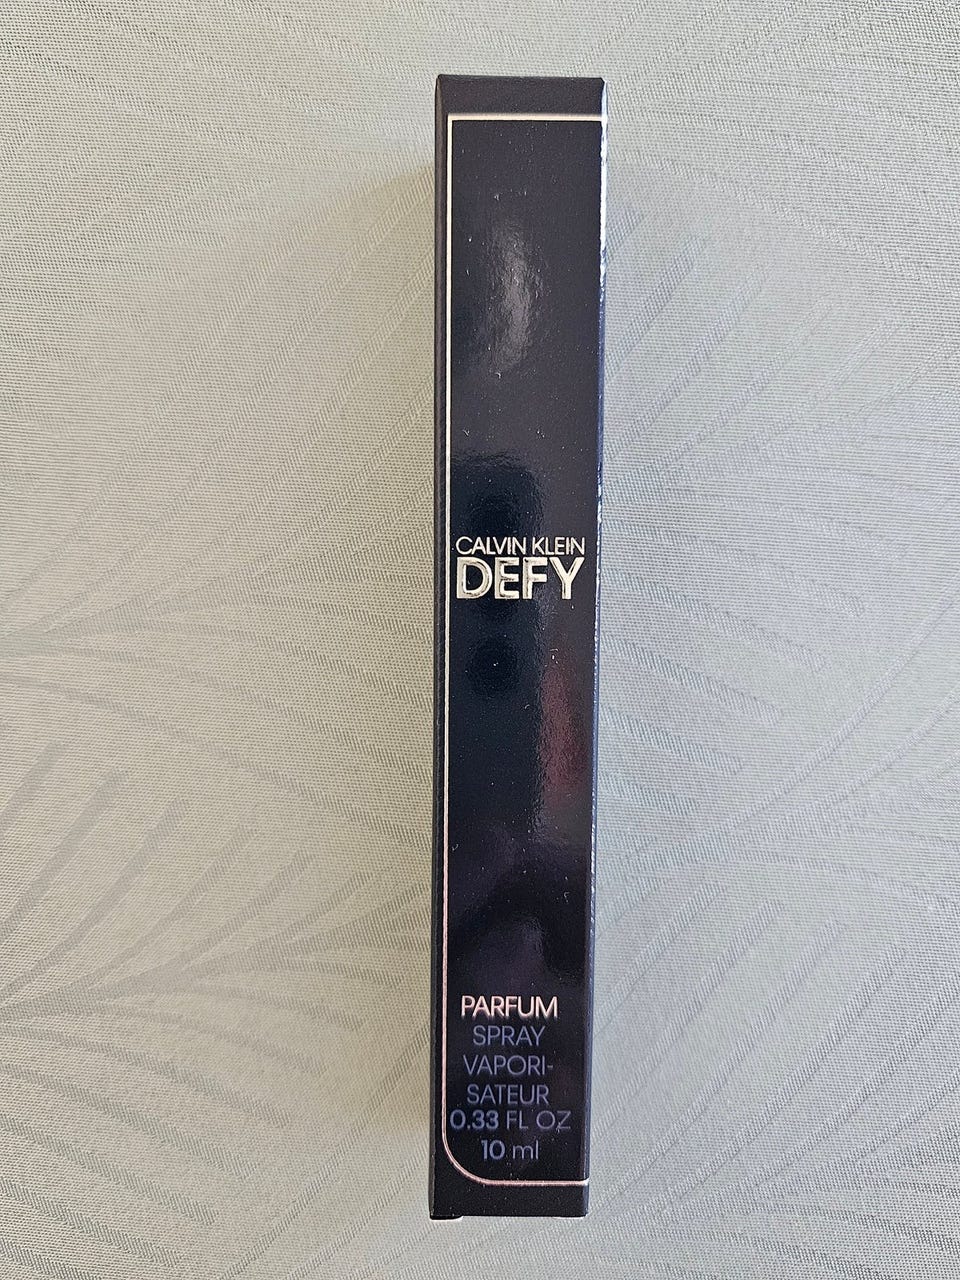 CALVIN KLEIN
DEFY
PARFUM
SPRAY
VAPORI-
SATEUR
0.33 FL OZ
10 ml